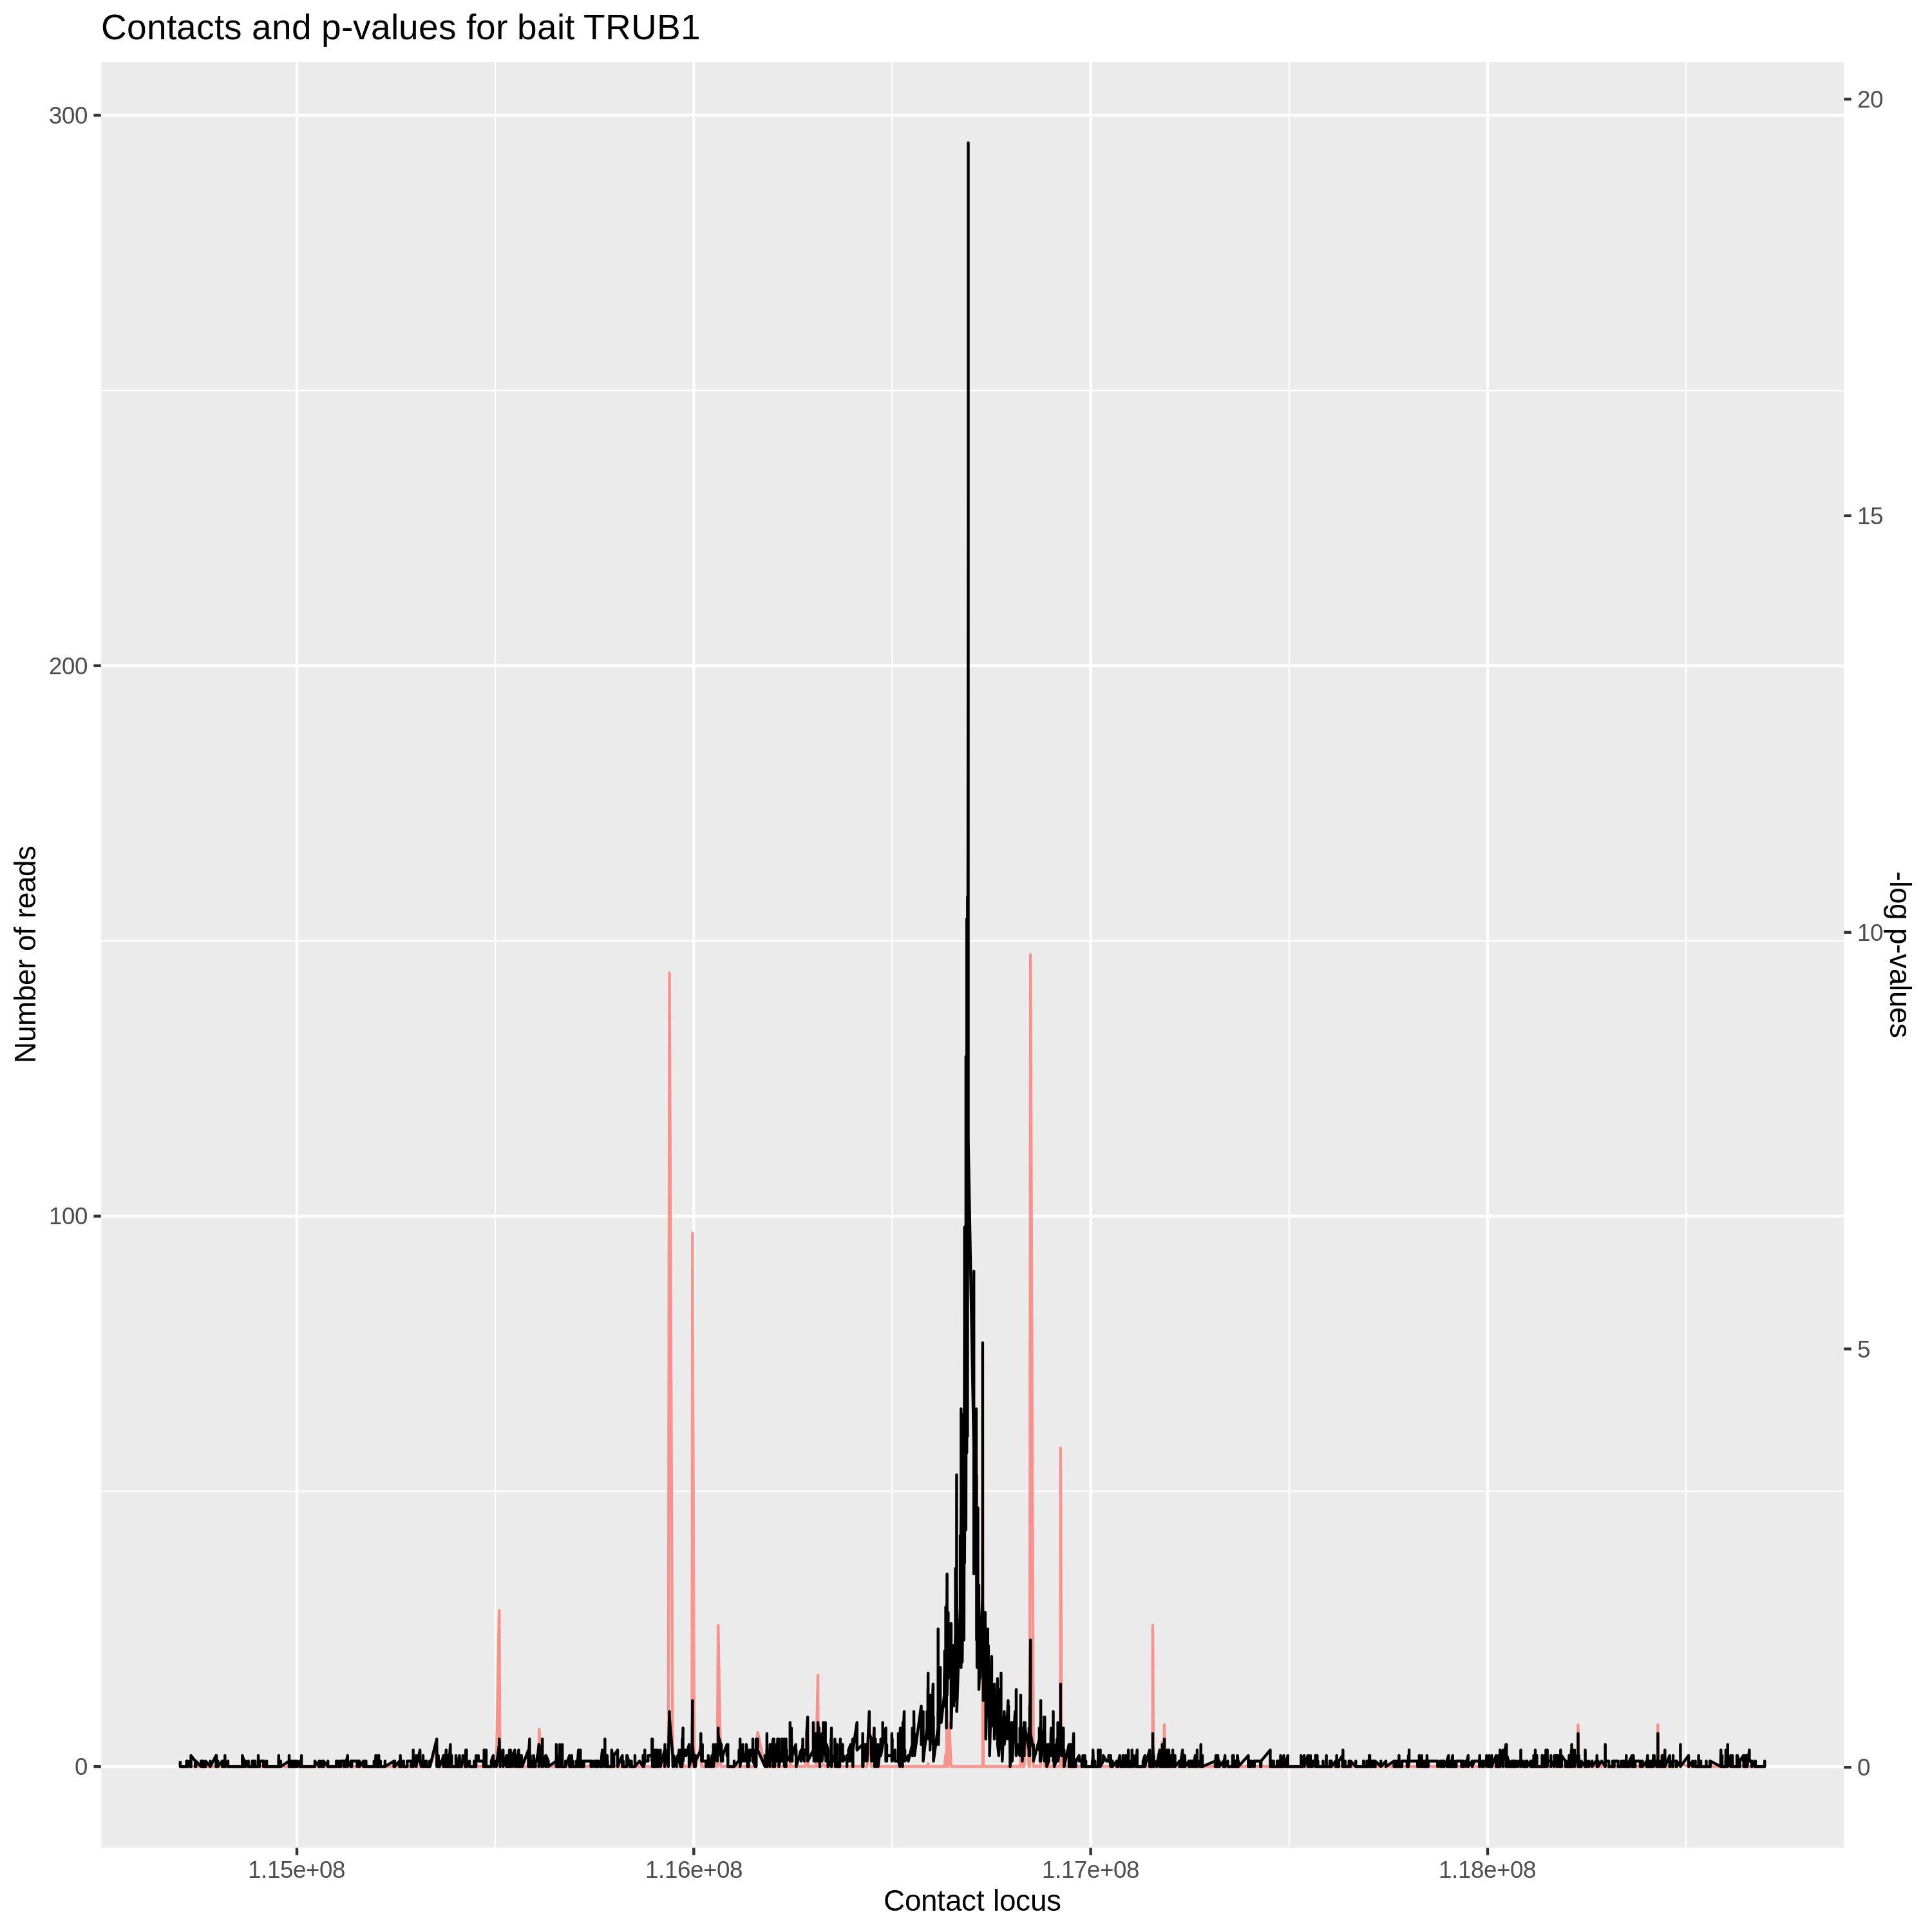 Contacts and p-values for bait TRUB1
300
200
100
0
Number of reads
20
15
10
5
0
-log p-values
1.15e+08
1.16e+08
1.17e+08
1.18e+08
Contact locus